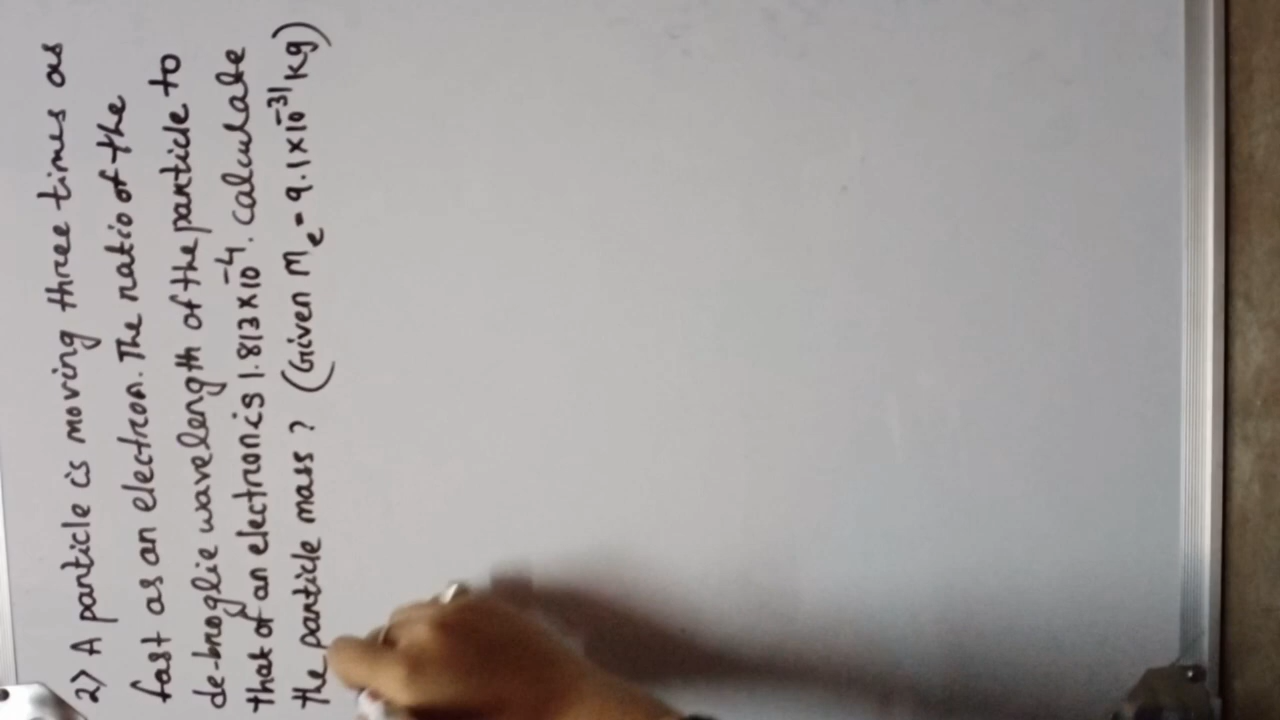 2) A particle is moving three times as
fast as an electron. The ratio of the
de-broglie wavelength of the particle to
that of an electron is 1.813×10⁻⁴. Calculate
the particle mass? (Given Mₑ = 9.1×10⁻³¹ kg)